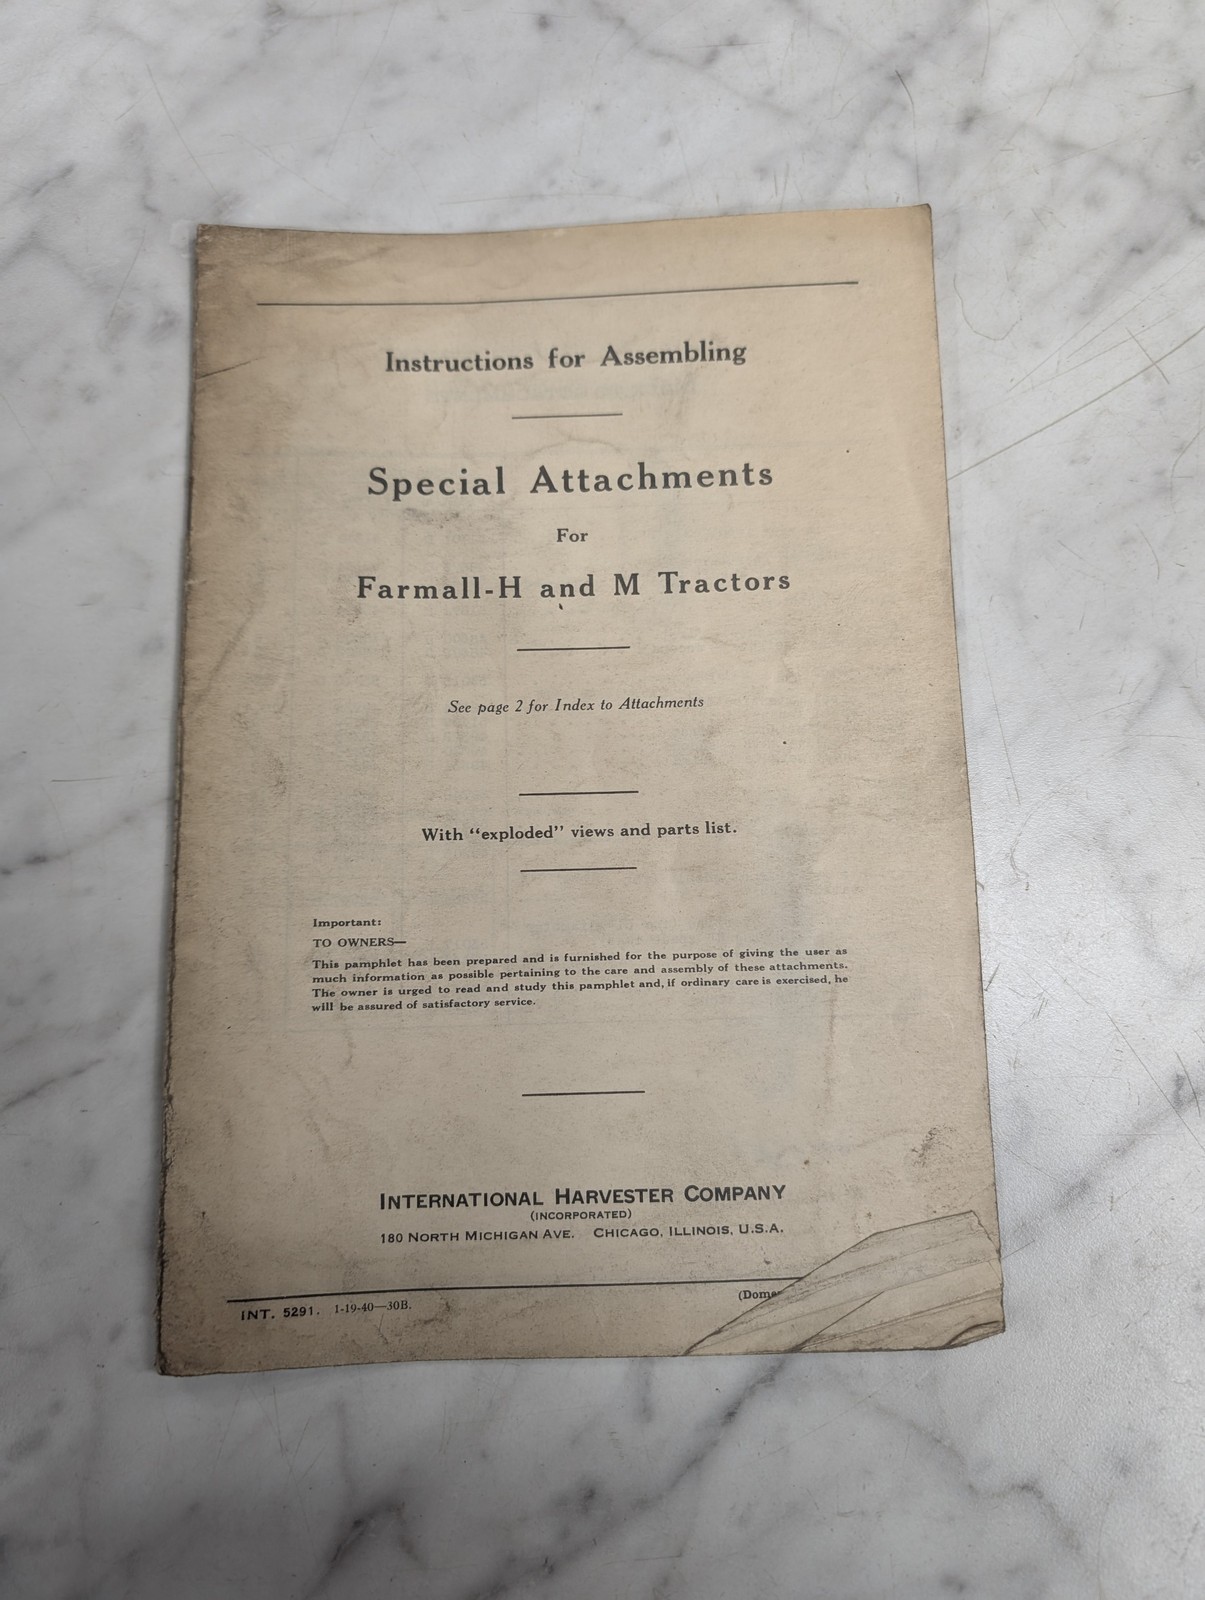 Instructions for Assembling
Special Attachments
For
Farmall-H and M Tractors
See page 2 for Index to Attachments
With "exploded" views and parts list.
Important:
TO OWNERS—
This pamphlet has been prepared and is furnished for the purpose of giving the user as
much information as possible pertaining to the care and assembly of these attachments.
The owner is urged to read and study this pamphlet and, if ordinary care is exercised, he
will be assured of satisfactory service.
INTERNATIONAL HARVESTER COMPANY
(INCORPORATED)
180 NORTH MICHIGAN AVE. CHICAGO, ILLINOIS, U.S.A.
INT. 5291. 1-19-40—30B.